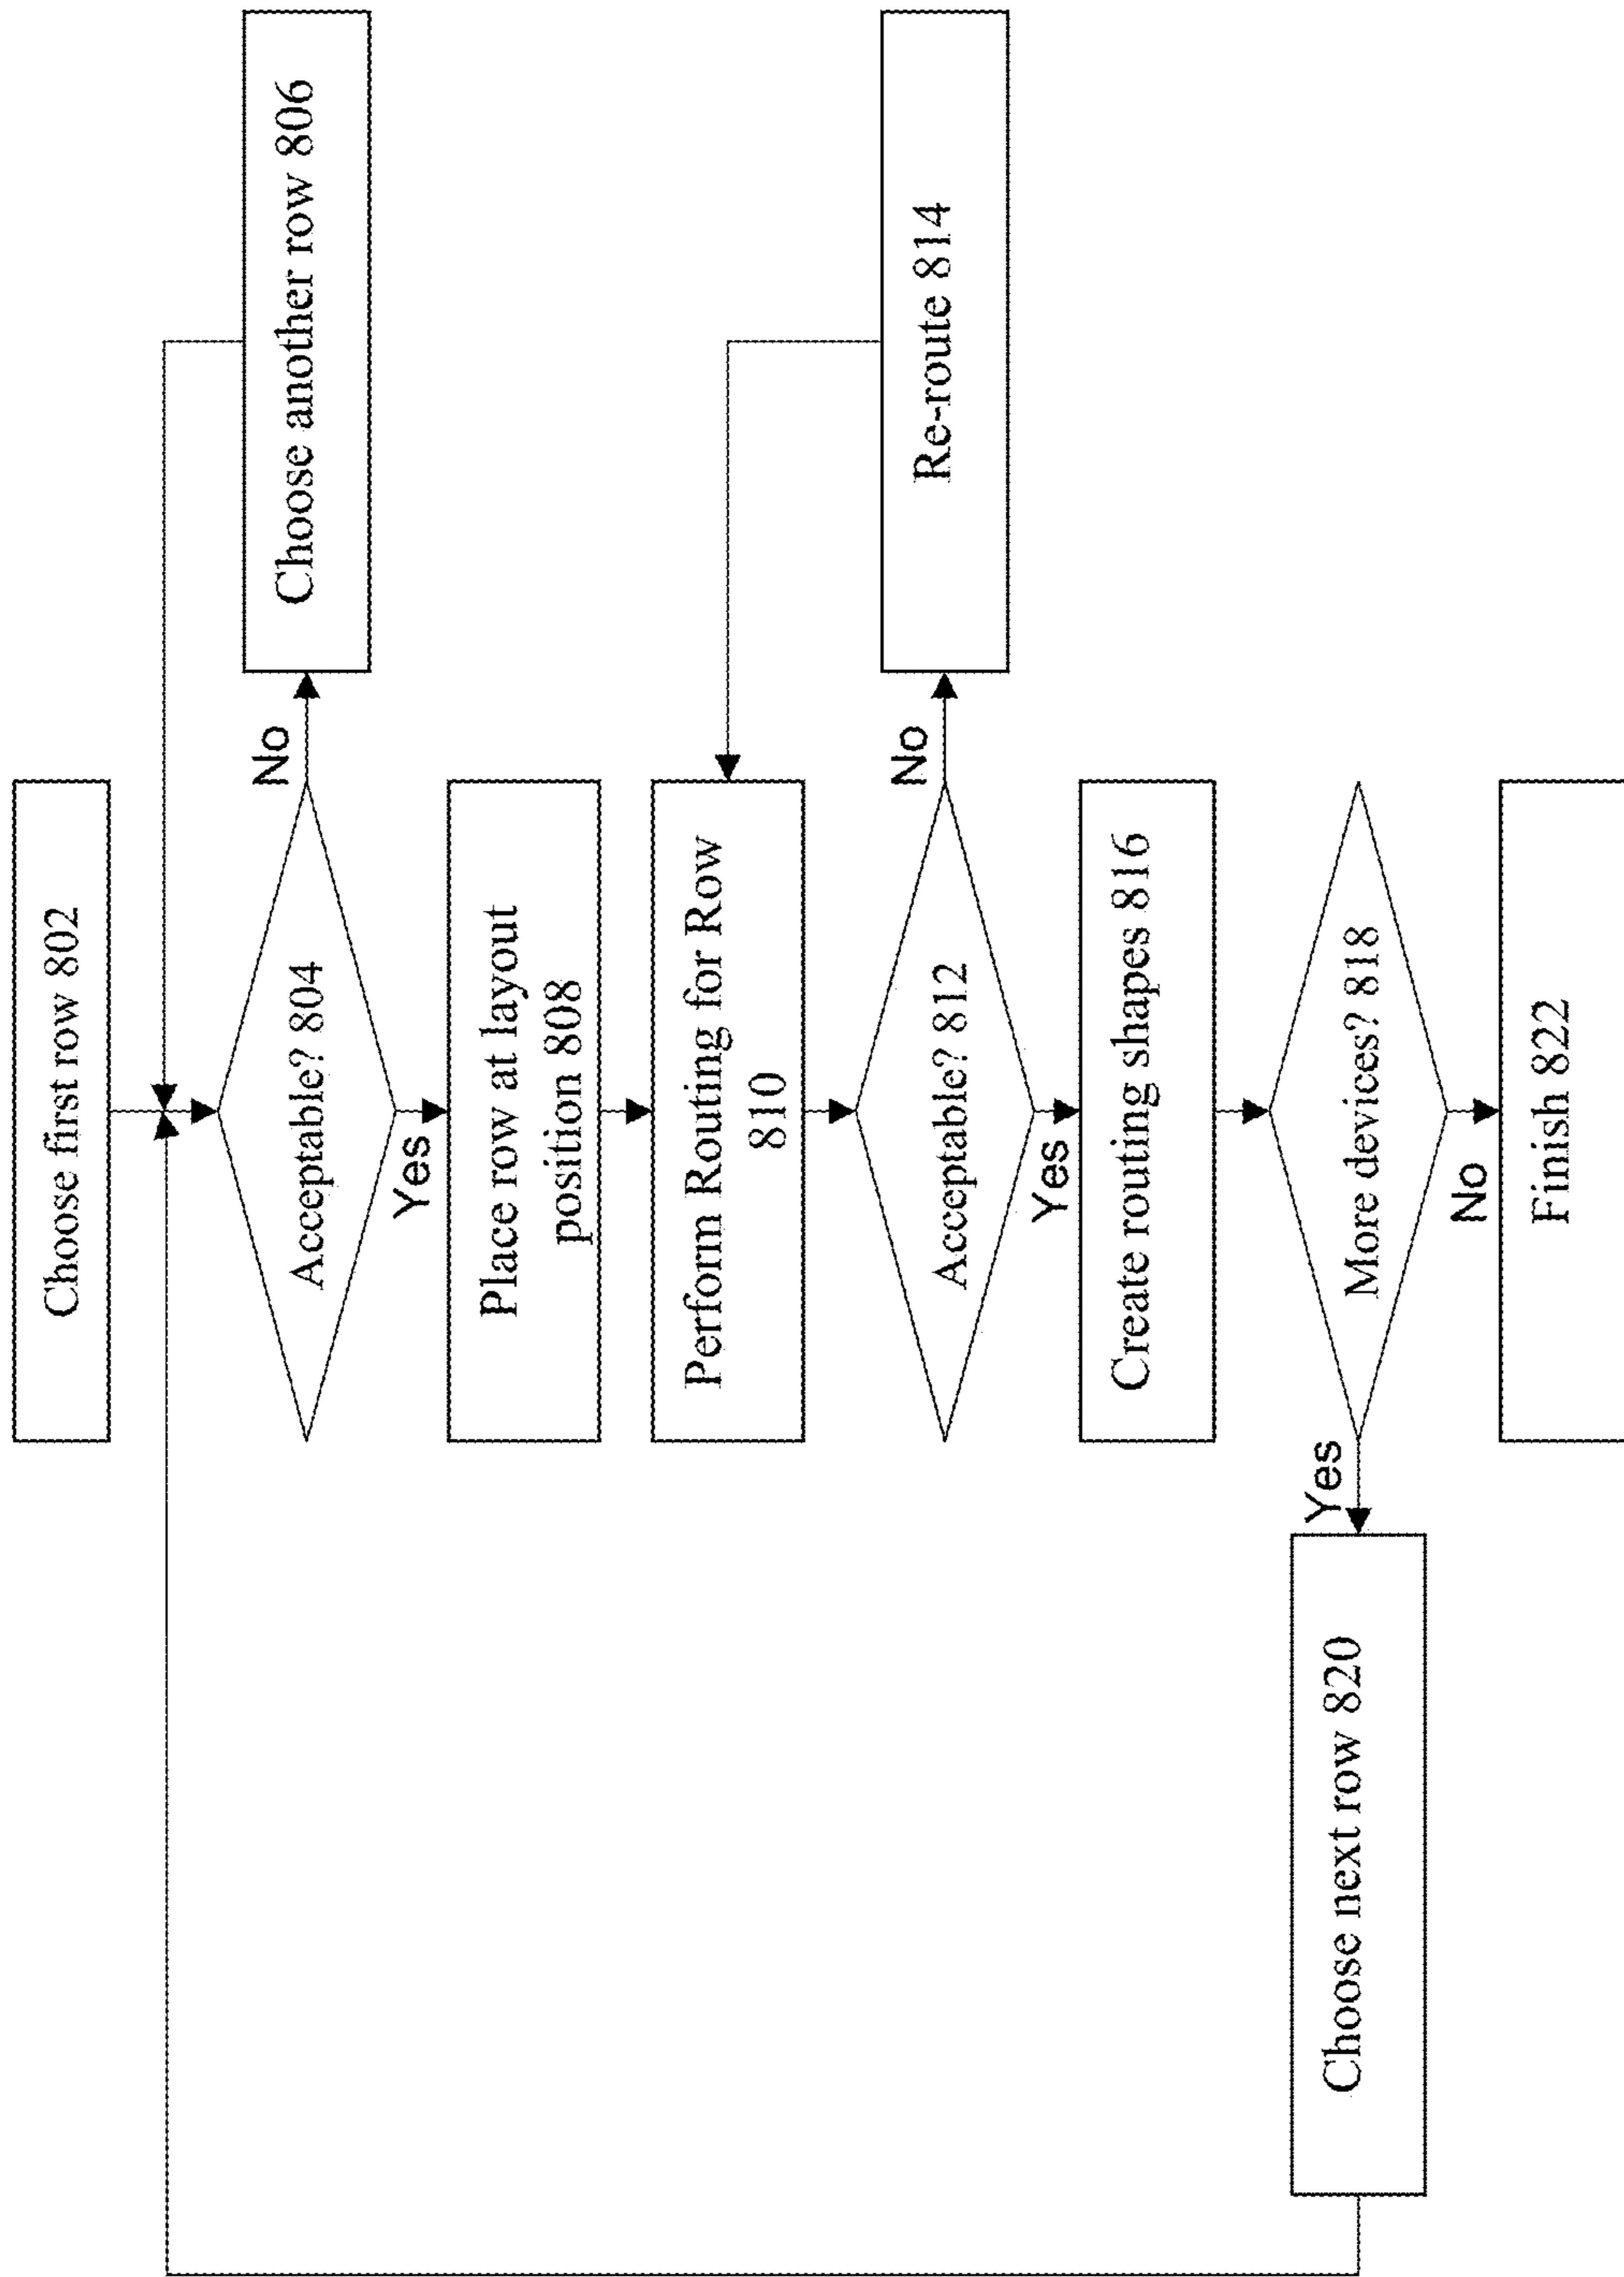 Choose first row 802
Acceptable? 804
No
Choose another row 806
Yes
Place row at layout
position 808
Perform Routing for Row
810
Acceptable? 812
No
Re-route 814
Yes
Create routing shapes 816
More devices? 818
Yes
Choose next row 820
No
Finish 822